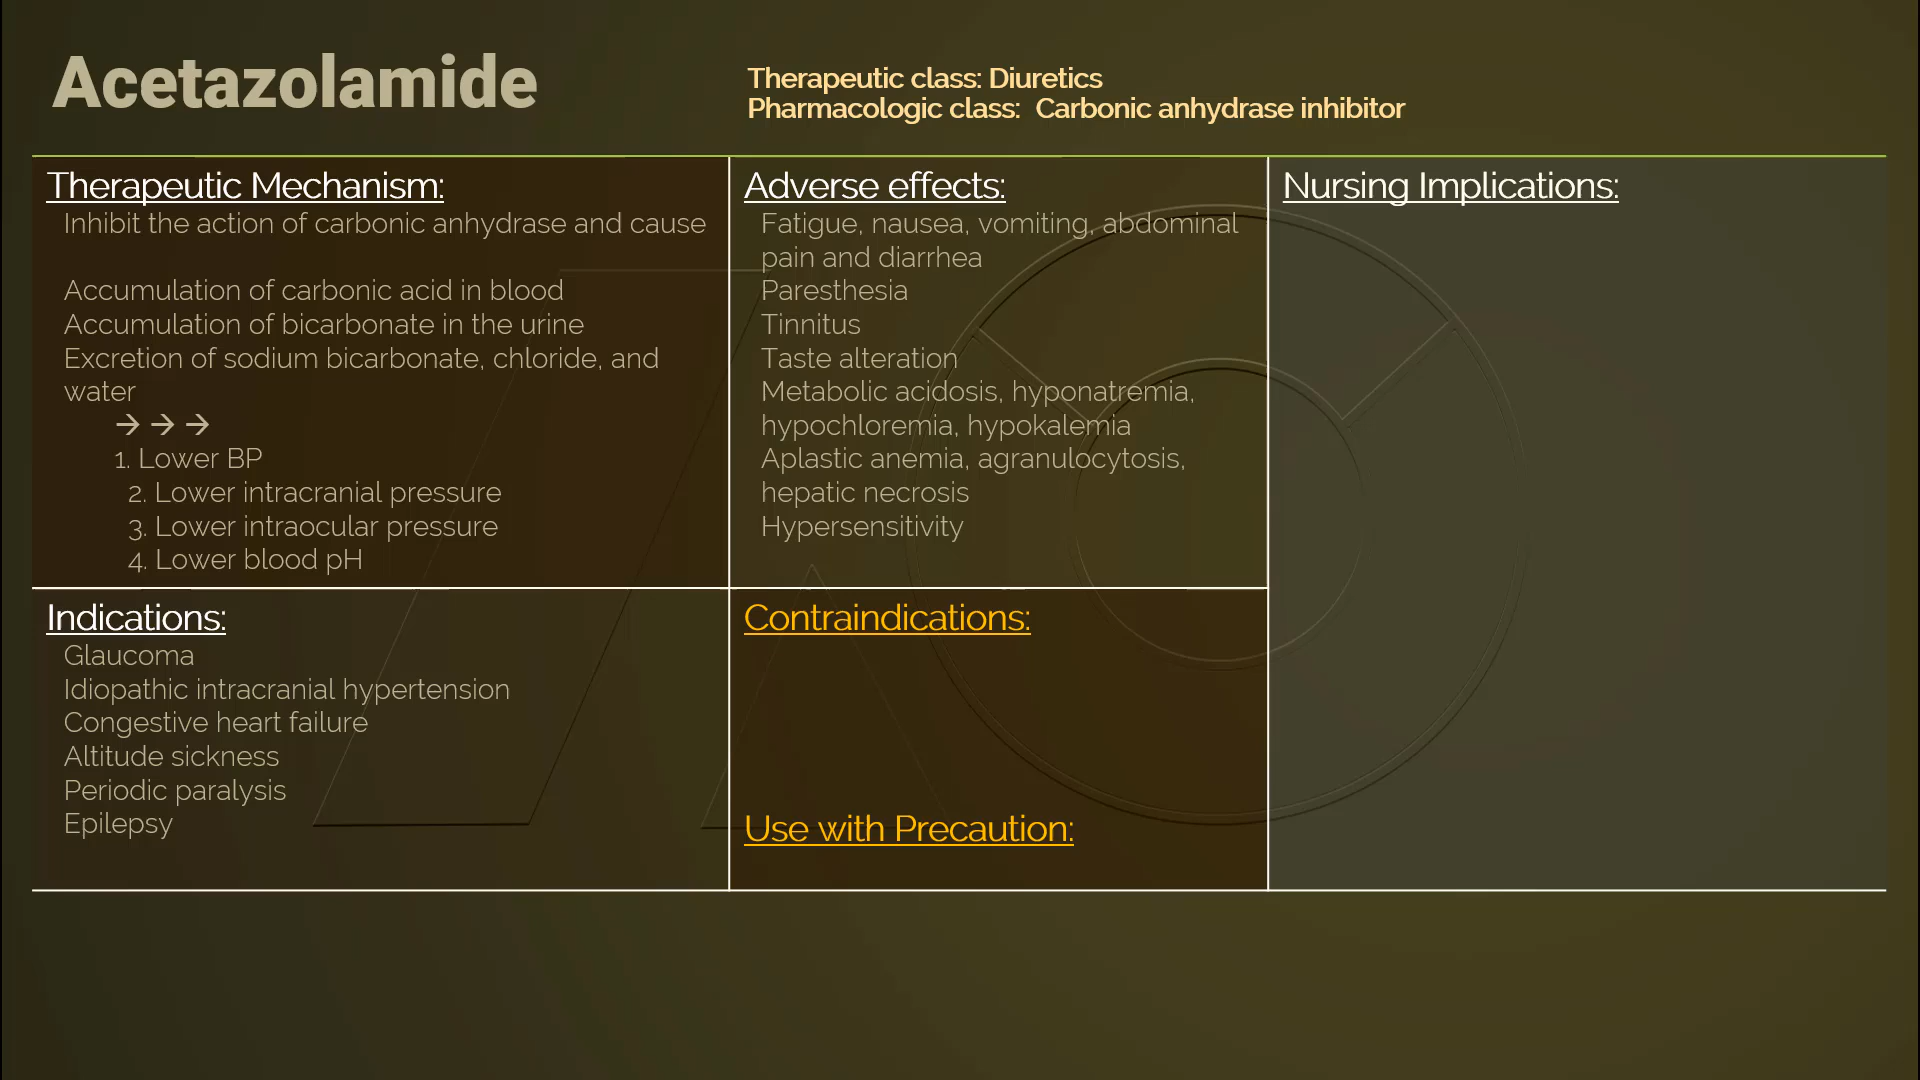 Acetazolamide
Therapeutic class: Diuretics
Pharmacologic class: Carbonic anhydrase inhibitor
Therapeutic Mechanism:
Inhibit the action of carbonic anhydrase and cause
Accumulation of carbonic acid in blood
Accumulation of bicarbonate in the urine
Excretion of sodium bicarbonate, chloride, and
water
→ → →
1. Lower BP
2. Lower intracranial pressure
3. Lower intraocular pressure
4. Lower blood pH
Adverse effects:
Fatigue, nausea, vomiting, abdominal
pain and diarrhea
Paresthesia
Tinnitus
Taste alteration
Metabolic acidosis, hyponatremia,
hypochloremia, hypokalemia
Aplastic anemia, agranulocytosis,
hepatic necrosis
Hypersensitivity
Nursing Implications:
Indications:
Glaucoma
Idiopathic intracranial hypertension
Congestive heart failure
Altitude sickness
Periodic paralysis
Epilepsy
Contraindications:
Use with Precaution: